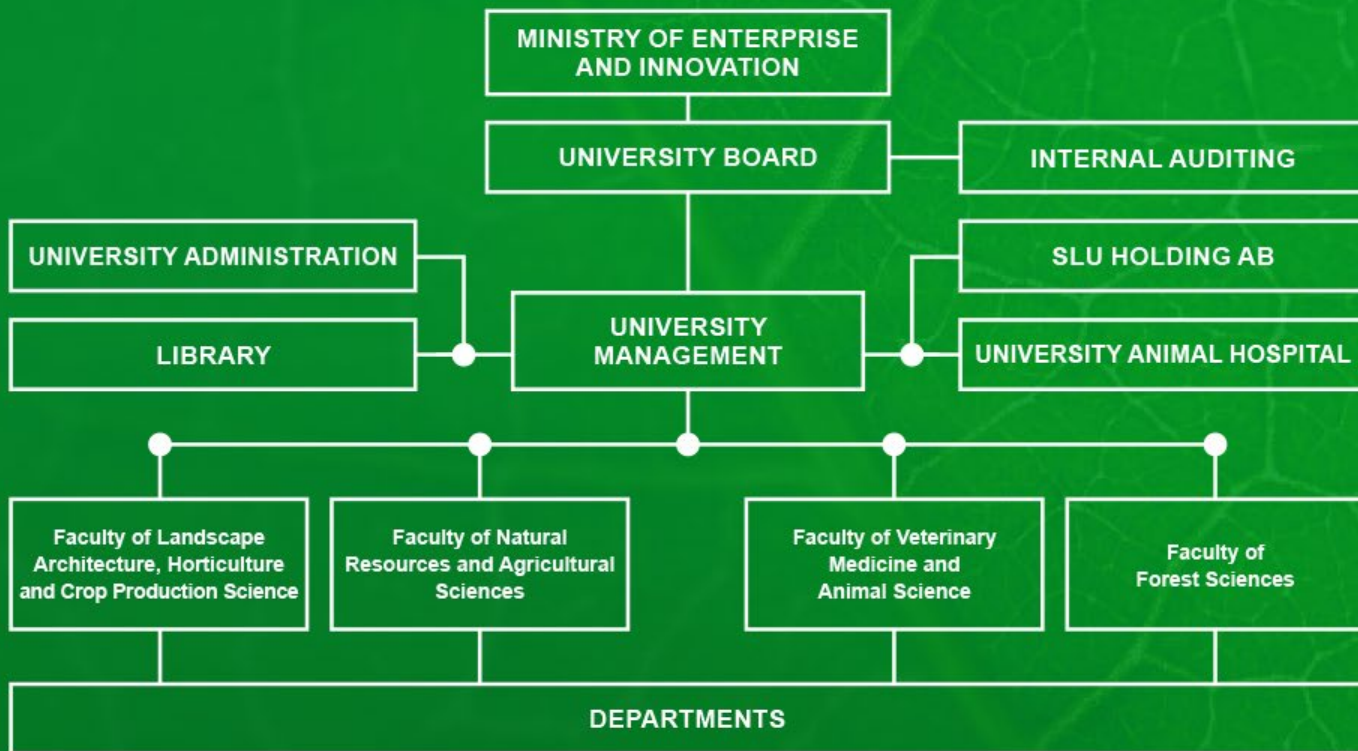 MINISTRY OF ENTERPRISE
AND INNOVATION
UNIVERSITY BOARD
INTERNAL AUDITING
UNIVERSITY ADMINISTRATION
SLU HOLDING AB
LIBRARY
UNIVERSITY
MANAGEMENT
UNIVERSITY ANIMAL HOSPITAL
Faculty of Landscape
Architecture, Horticulture
and Crop Production Science
Faculty of Natural
Resources and Agricultural
Sciences
Faculty of Veterinary
Medicine and
Animal Science
Faculty of
Forest Sciences
DEPARTMENTS